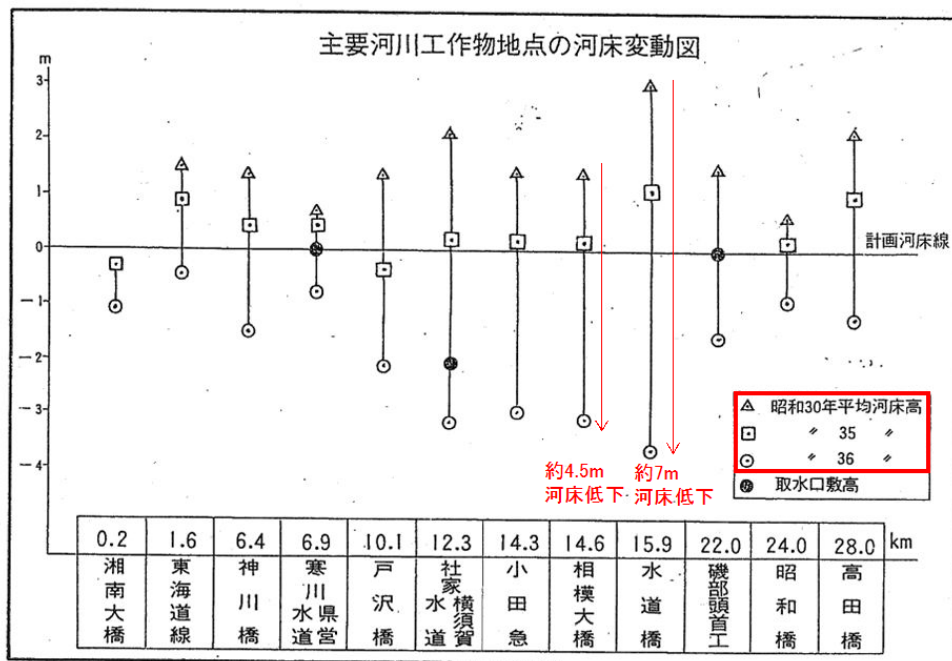 主要河川工作物地点の河床変動図
m
3
2
1
0
-1
-2
-3
-4
計画河床線
約4.5m
河床低下
約7m
河床低下
昭和30年平均河床高
〃 35 〃
〃 36 〃
取水口敷高
0.2 1.6 6.4 6.9 10.1 12.3 14.3 14.6 15.9 22.0 24.0 28.0 km
湘南大橋
東海道線
神川橋
寒川県営
水道
戸沢橋
社家横須賀
水道
小田急
相模大橋
水道橋
磯部頭首工
昭和橋
高田橋